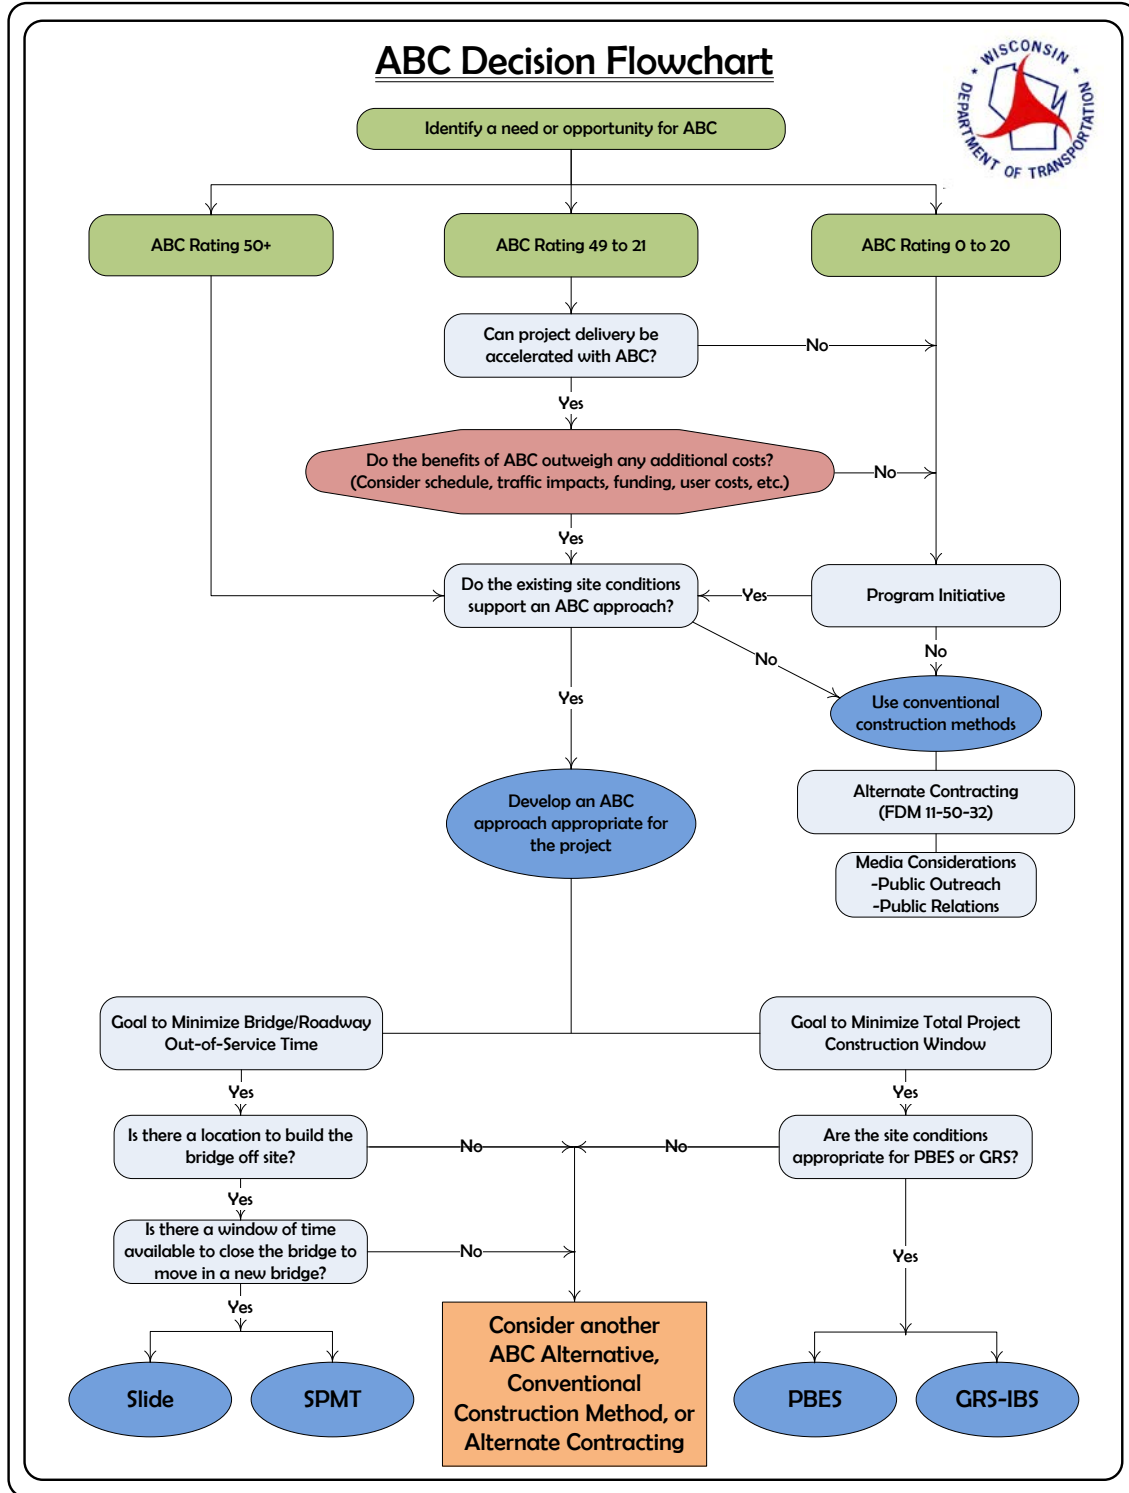 ABC Decision Flowchart
WISCONSIN
DEPARTMENT OF TRANSPORTATION
Identify a need or opportunity for ABC
ABC Rating 50+
ABC Rating 49 to 21
ABC Rating 0 to 20
Can project delivery be
accelerated with ABC?
No
Yes
Do the benefits of ABC outweigh any additional costs?
(Consider schedule, traffic impacts, funding, user costs, etc.)
No
Yes
Do the existing site conditions
support an ABC approach?
Yes
Program Initiative
No
No
Yes
Use conventional
construction methods
Develop an ABC
approach appropriate for
the project
Alternate Contracting
(FDM 11-50-32)
Media Considerations
-Public Outreach
-Public Relations
Goal to Minimize Bridge/Roadway
Out-of-Service Time
Goal to Minimize Total Project
Construction Window
Yes
Yes
Is there a location to build the
bridge off site?
No
No
Are the site conditions
appropriate for PBES or GRS?
Yes
Is there a window of time
available to close the bridge to
move in a new bridge?
No
Yes
Yes
Slide
SPMT
Consider another
ABC Alternative,
Conventional
Construction Method, or
Alternate Contracting
PBES
GRS-IBS